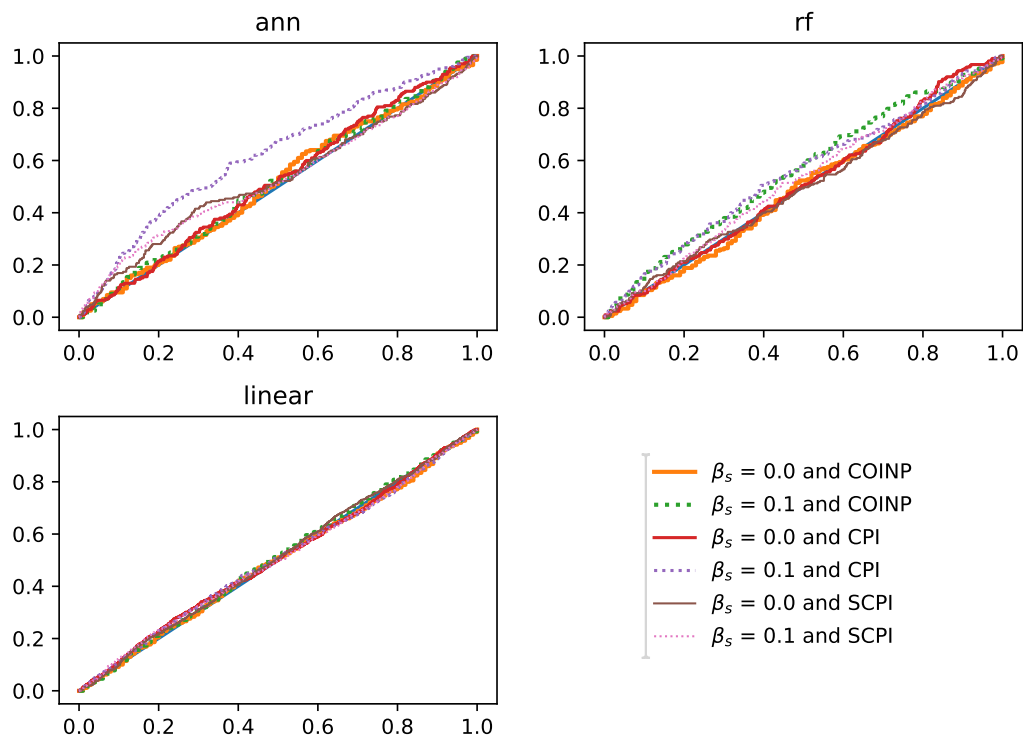 ann
1.0
0.8
0.6
0.4
0.2
0.0
0.0 0.2 0.4 0.6 0.8 1.0
rf
1.0
0.8
0.6
0.4
0.2
0.0
0.0 0.2 0.4 0.6 0.8 1.0
linear
1.0
0.8
0.6
0.4
0.2
0.0
0.0 0.2 0.4 0.6 0.8 1.0
βs = 0.0 and COINP
βs = 0.1 and COINP
βs = 0.0 and CPI
βs = 0.1 and CPI
βs = 0.0 and SCPI
βs = 0.1 and SCPI